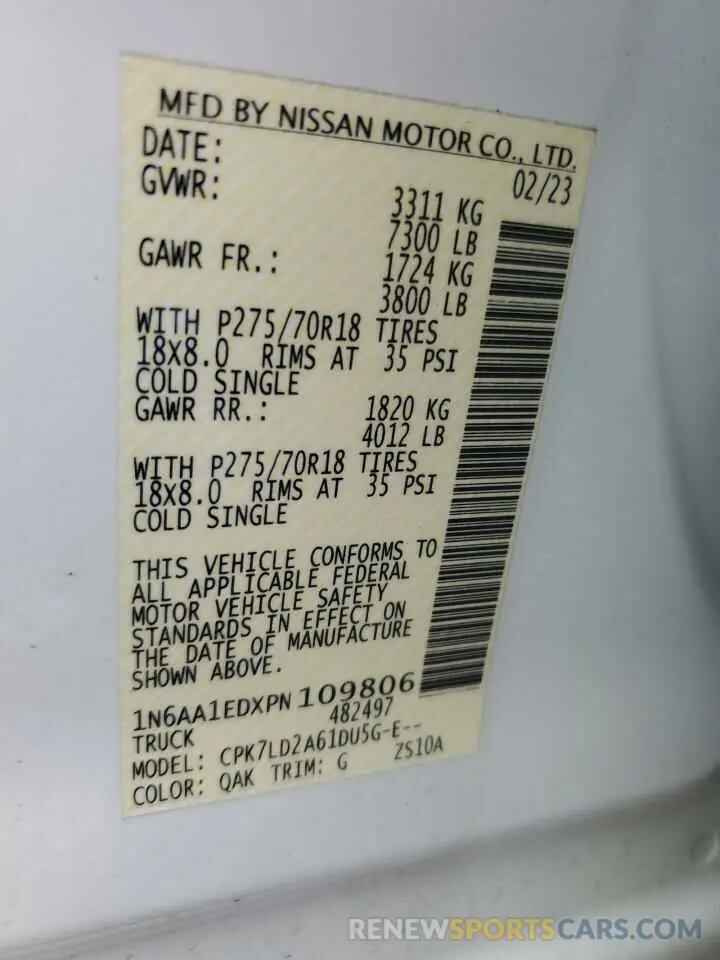 MFD BY NISSAN MOTOR CO., LTD.
DATE: 02/23
GVWR: 3311 KG
7300 LB
GAWR FR.: 1724 KG
3800 LB
WITH P275/70R18 TIRES
18x8.0 RIMS AT 35 PSI
COLD SINGLE
GAWR RR.: 1820 KG
4012 LB
WITH P275/70R18 TIRES
18x8.0 RIMS AT 35 PSI
COLD SINGLE
THIS VEHICLE CONFORMS TO
ALL APPLICABLE FEDERAL
MOTOR VEHICLE SAFETY
STANDARDS IN EFFECT ON
THE DATE OF MANUFACTURE
SHOWN ABOVE.
1N6AA1EDXPN109806
TRUCK 482497
MODEL: CPK7LD2A61DU5G-E--
COLOR: QAK TRIM: G ZS10A
RENEWSPORTSCARS.COM